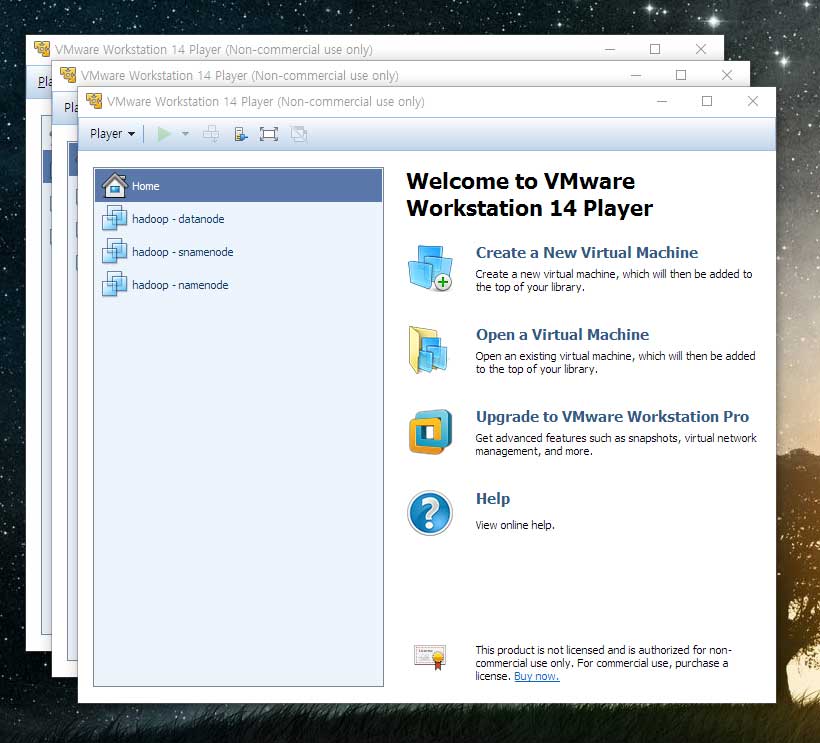 VMware Workstation 14 Player (Non-commercial use only)
VMware Workstation 14 Player (Non-commercial use only)
VMware Workstation 14 Player (Non-commercial use only)
Player
Home
hadoop - datanode
hadoop - snamenode
hadoop - namenode
Welcome to VMware
Workstation 14 Player
Create a New Virtual Machine
Create a new virtual machine, which will then be added to
the top of your library.
Open a Virtual Machine
Open an existing virtual machine, which will then be added
to the top of your library.
Upgrade to VMware Workstation Pro
Get advanced features such as snapshots, virtual network
management, and more.
Help
View online help.
This product is not licensed and is authorized for non-
commercial use only. For commercial use, purchase a
license. Buy now.